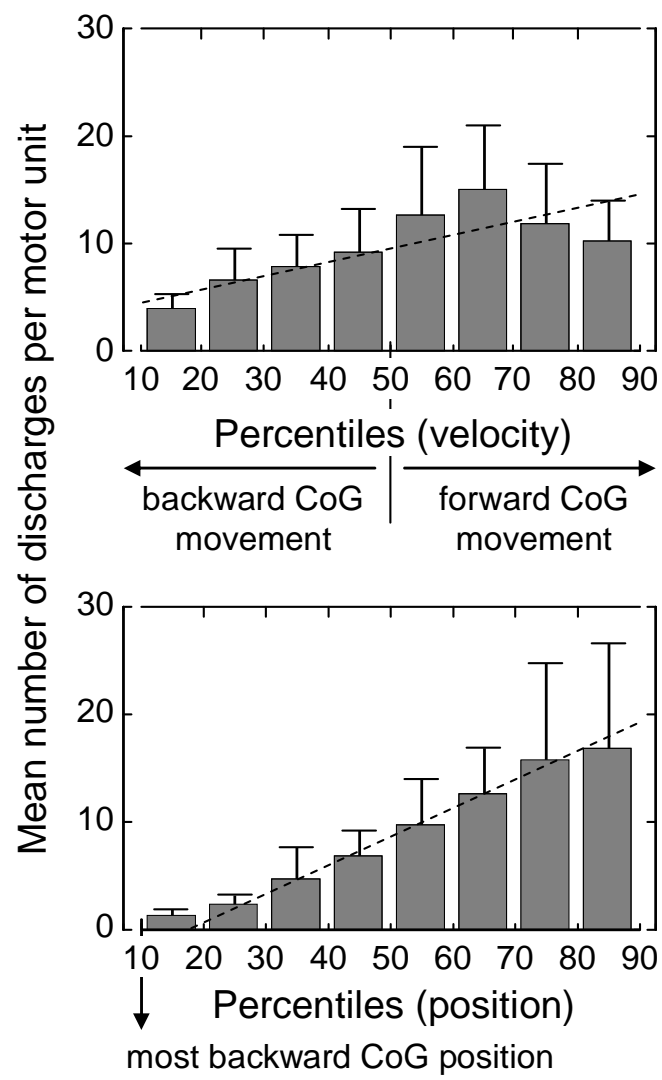 Mean number of discharges per motor unit
30
20
10
0
10 20 30 40 50 60 70 80 90
Percentiles (velocity)
backward CoG movement
forward CoG movement
30
20
10
0
10 20 30 40 50 60 70 80 90
Percentiles (position)
most backward CoG position